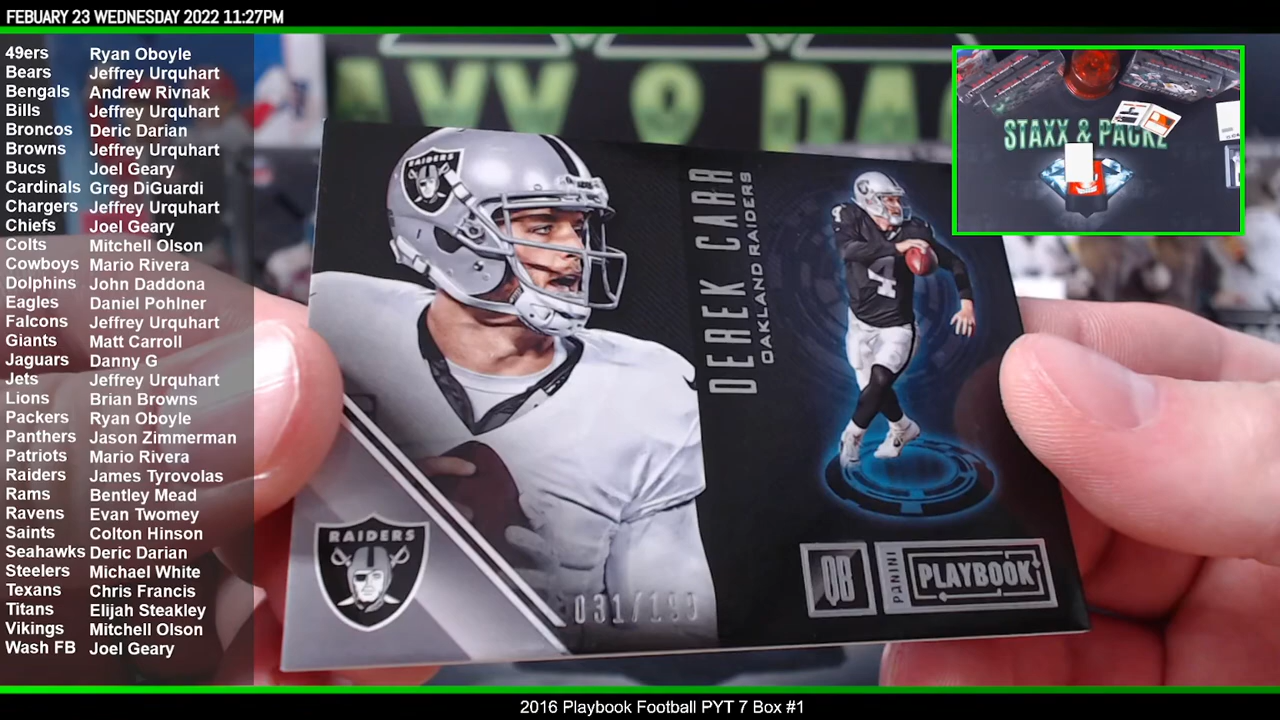 FEBUARY 23 WEDNESDAY 2022 11:27PM
49ers Ryan Oboyle
Bears Jeffrey Urquhart
Bengals Andrew Rivnak
Bills Jeffrey Urquhart
Broncos Deric Darian
Browns Jeffrey Urquhart
Bucs Joel Geary
Cardinals Greg DiGuardi
Chargers Jeffrey Urquhart
Chiefs Joel Geary
Colts Mitchell Olson
Cowboys Mario Rivera
Dolphins John Daddona
Eagles Daniel Pohlner
Falcons Jeffrey Urquhart
Giants Matt Carroll
Jaguars Danny G
Jets Jeffrey Urquhart
Lions Brian Browns
Packers Ryan Oboyle
Panthers Jason Zimmerman
Patriots Mario Rivera
Raiders James Tyrovolas
Rams Bentley Mead
Ravens Evan Twomey
Saints Colton Hinson
Seahawks Deric Darian
Steelers Michael White
Texans Chris Francis
Titans Elijah Steakley
Vikings Mitchell Olson
Wash FB Joel Geary
STAXX & PACKZ
RAIDERS
DEREK CARR
OAKLAND RAIDERS
4
RAIDERS
031/199
QB
PANINI
PLAYBOOK
2016 Playbook Football PYT 7 Box #1